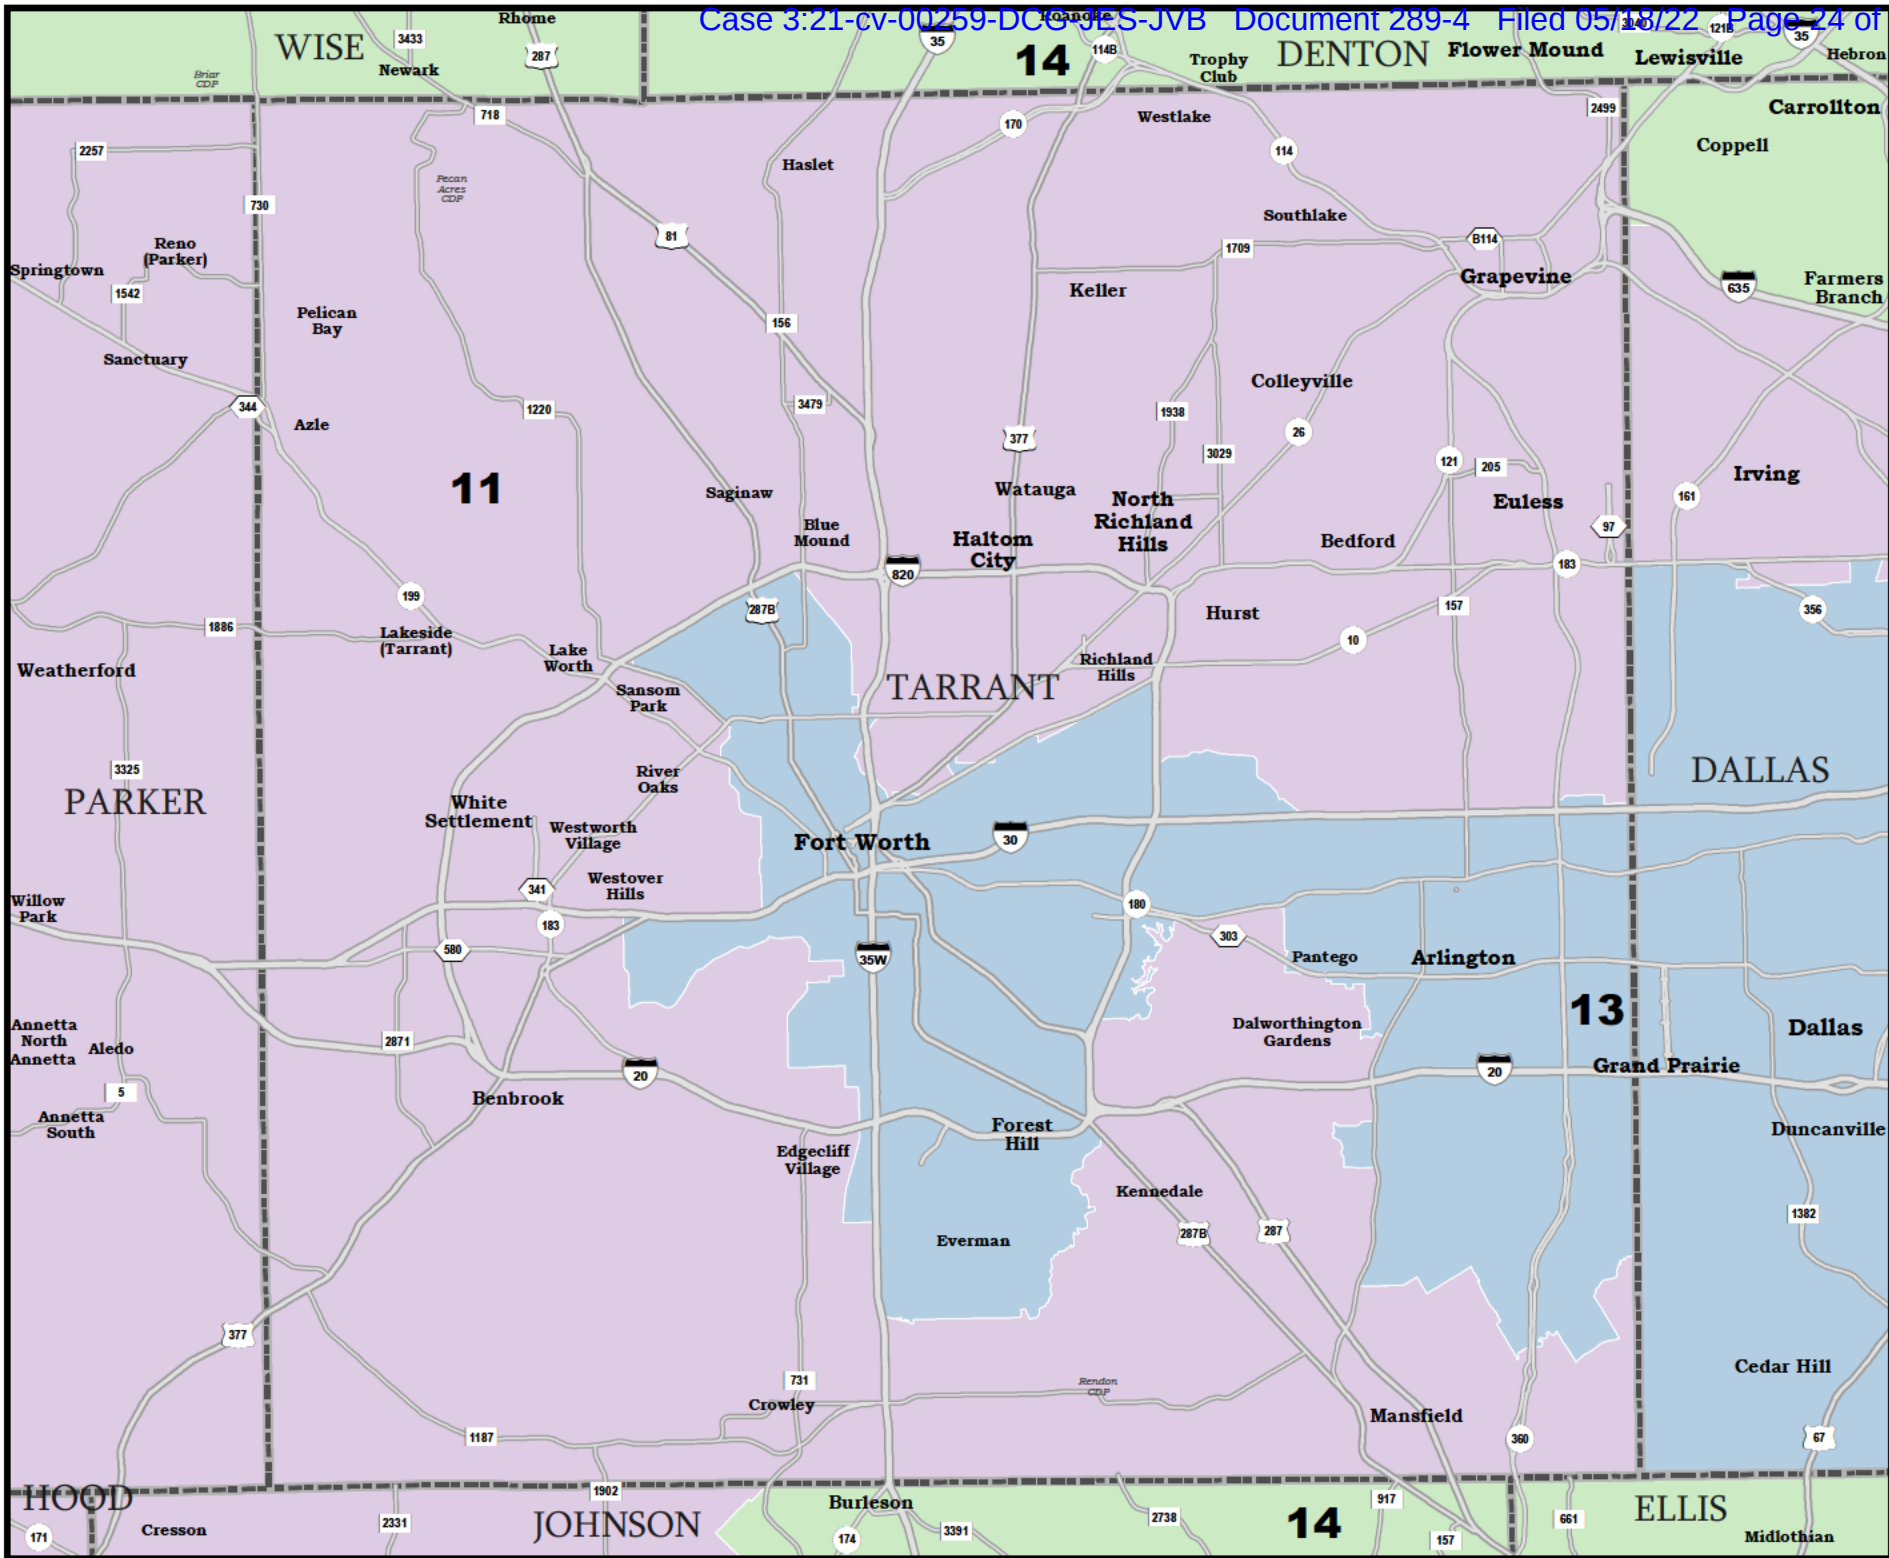 Case 3:21-cv-00259-DCG-JES-JVB Document 289-4 Filed 05/18/22 Page 24 of
Rhome
Roanoke
3040
121B
35
35
WISE
3433
Newark
287
14
114B
Trophy
Club
DENTON
Flower Mound
Lewisville
Hebron
Briar
CDP
718
170
Westlake
2499
Carrollton
Coppell
2257
Haslet
114
Pecan
Acres
CDP
730
Southlake
81
1709
B114
Reno
(Parker)
Springtown
1542
Grapevine
Keller
635
Farmers
Branch
Pelican
Bay
156
Sanctuary
Colleyville
344
1220
3479
1938
26
Azle
377
3029
121
205
11
Saginaw
Watauga
North
Richland
Hills
Euless
161
Irving
Blue
Mound
Haltom
City
Bedford
97
820
183
199
287B
Hurst
157
356
1886
Lakeside
(Tarrant)
Lake
Worth
10
Weatherford
Sansom
Park
TARRANT
Richland
Hills
3325
River
Oaks
DALLAS
PARKER
White
Settlement
Westworth
Village
Fort Worth
30
Westover
Hills
341
Willow
Park
183
180
580
35W
303
Pantego
Arlington
13
Dallas
Annetta
North
Annetta
Aledo
2871
Dalworthington
Gardens
20
20
Grand Prairie
5
Benbrook
Annetta
South
Forest
Hill
Duncanville
Edgecliff
Village
Kennedale
1382
287B
287
Everman
377
Cedar Hill
731
Rendon
CDP
Crowley
Mansfield
1187
360
67
HOOD
1902
JOHNSON
Burleson
917
14
ELLIS
171
Cresson
2331
174
3391
2738
157
661
Midlothian